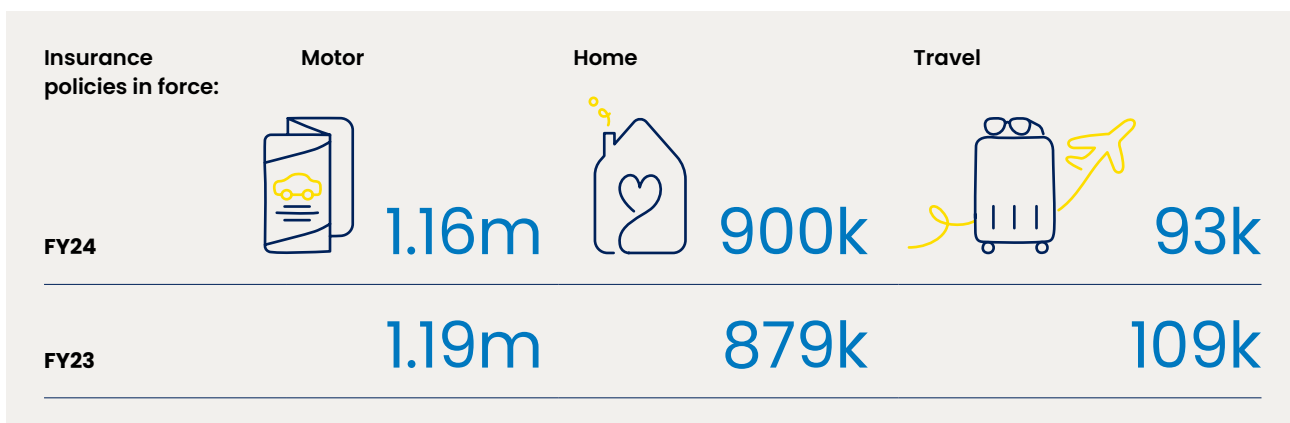 Insurance
policies in force:
Motor
Home
Travel
FY24
1.16m
900k
93k
FY23
1.19m
879k
109k